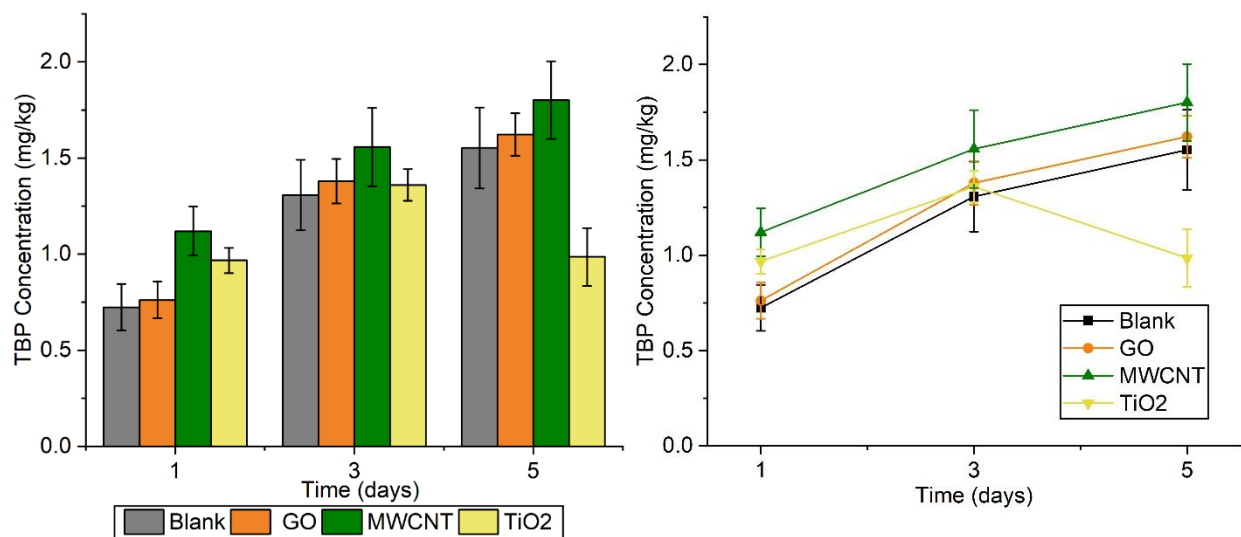 TBP Concentration (mg/kg)
2.0
1.5
1.0
0.5
0.0
1 3 5
Time (days)
Blank GO MWCNT TiO2
TBP Concentration (mg/kg)
2.0
1.5
1.0
0.5
0.0
Blank
GO
MWCNT
TiO2
1 3 5
Time (days)